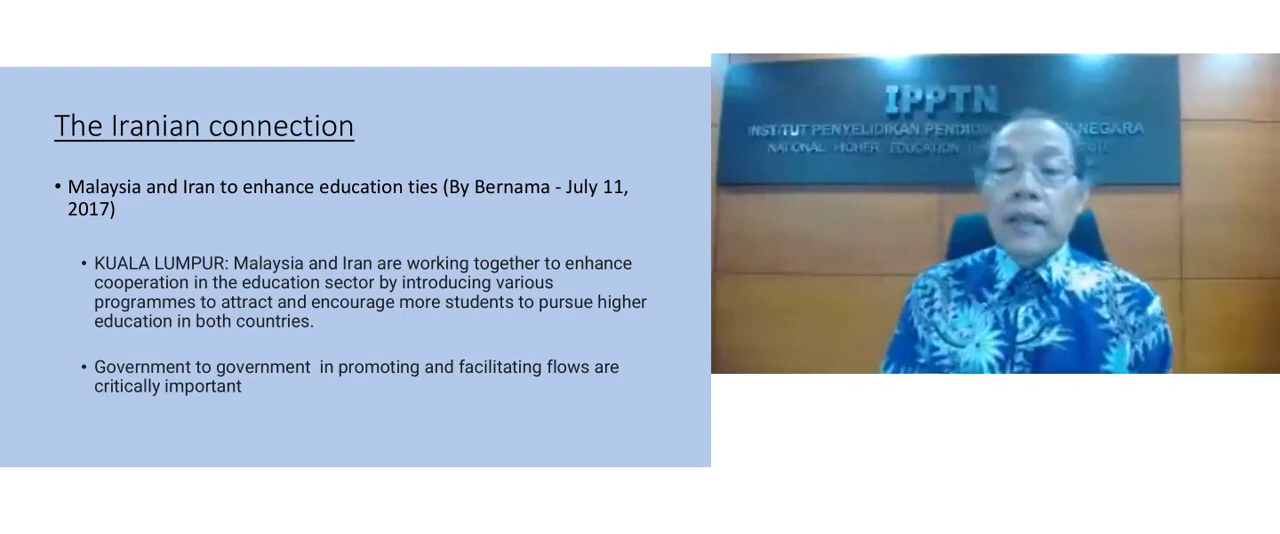 The Iranian connection
• Malaysia and Iran to enhance education ties (By Bernama - July 11,
2017)
• KUALA LUMPUR: Malaysia and Iran are working together to enhance
cooperation in the education sector by introducing various
programmes to attract and encourage more students to pursue higher
education in both countries.
• Government to government  in promoting and facilitating flows are
critically important
IPPTN
INSTITUT PENYELIDIKAN NEGARA
NATIONAL HIGHER EDUCATION